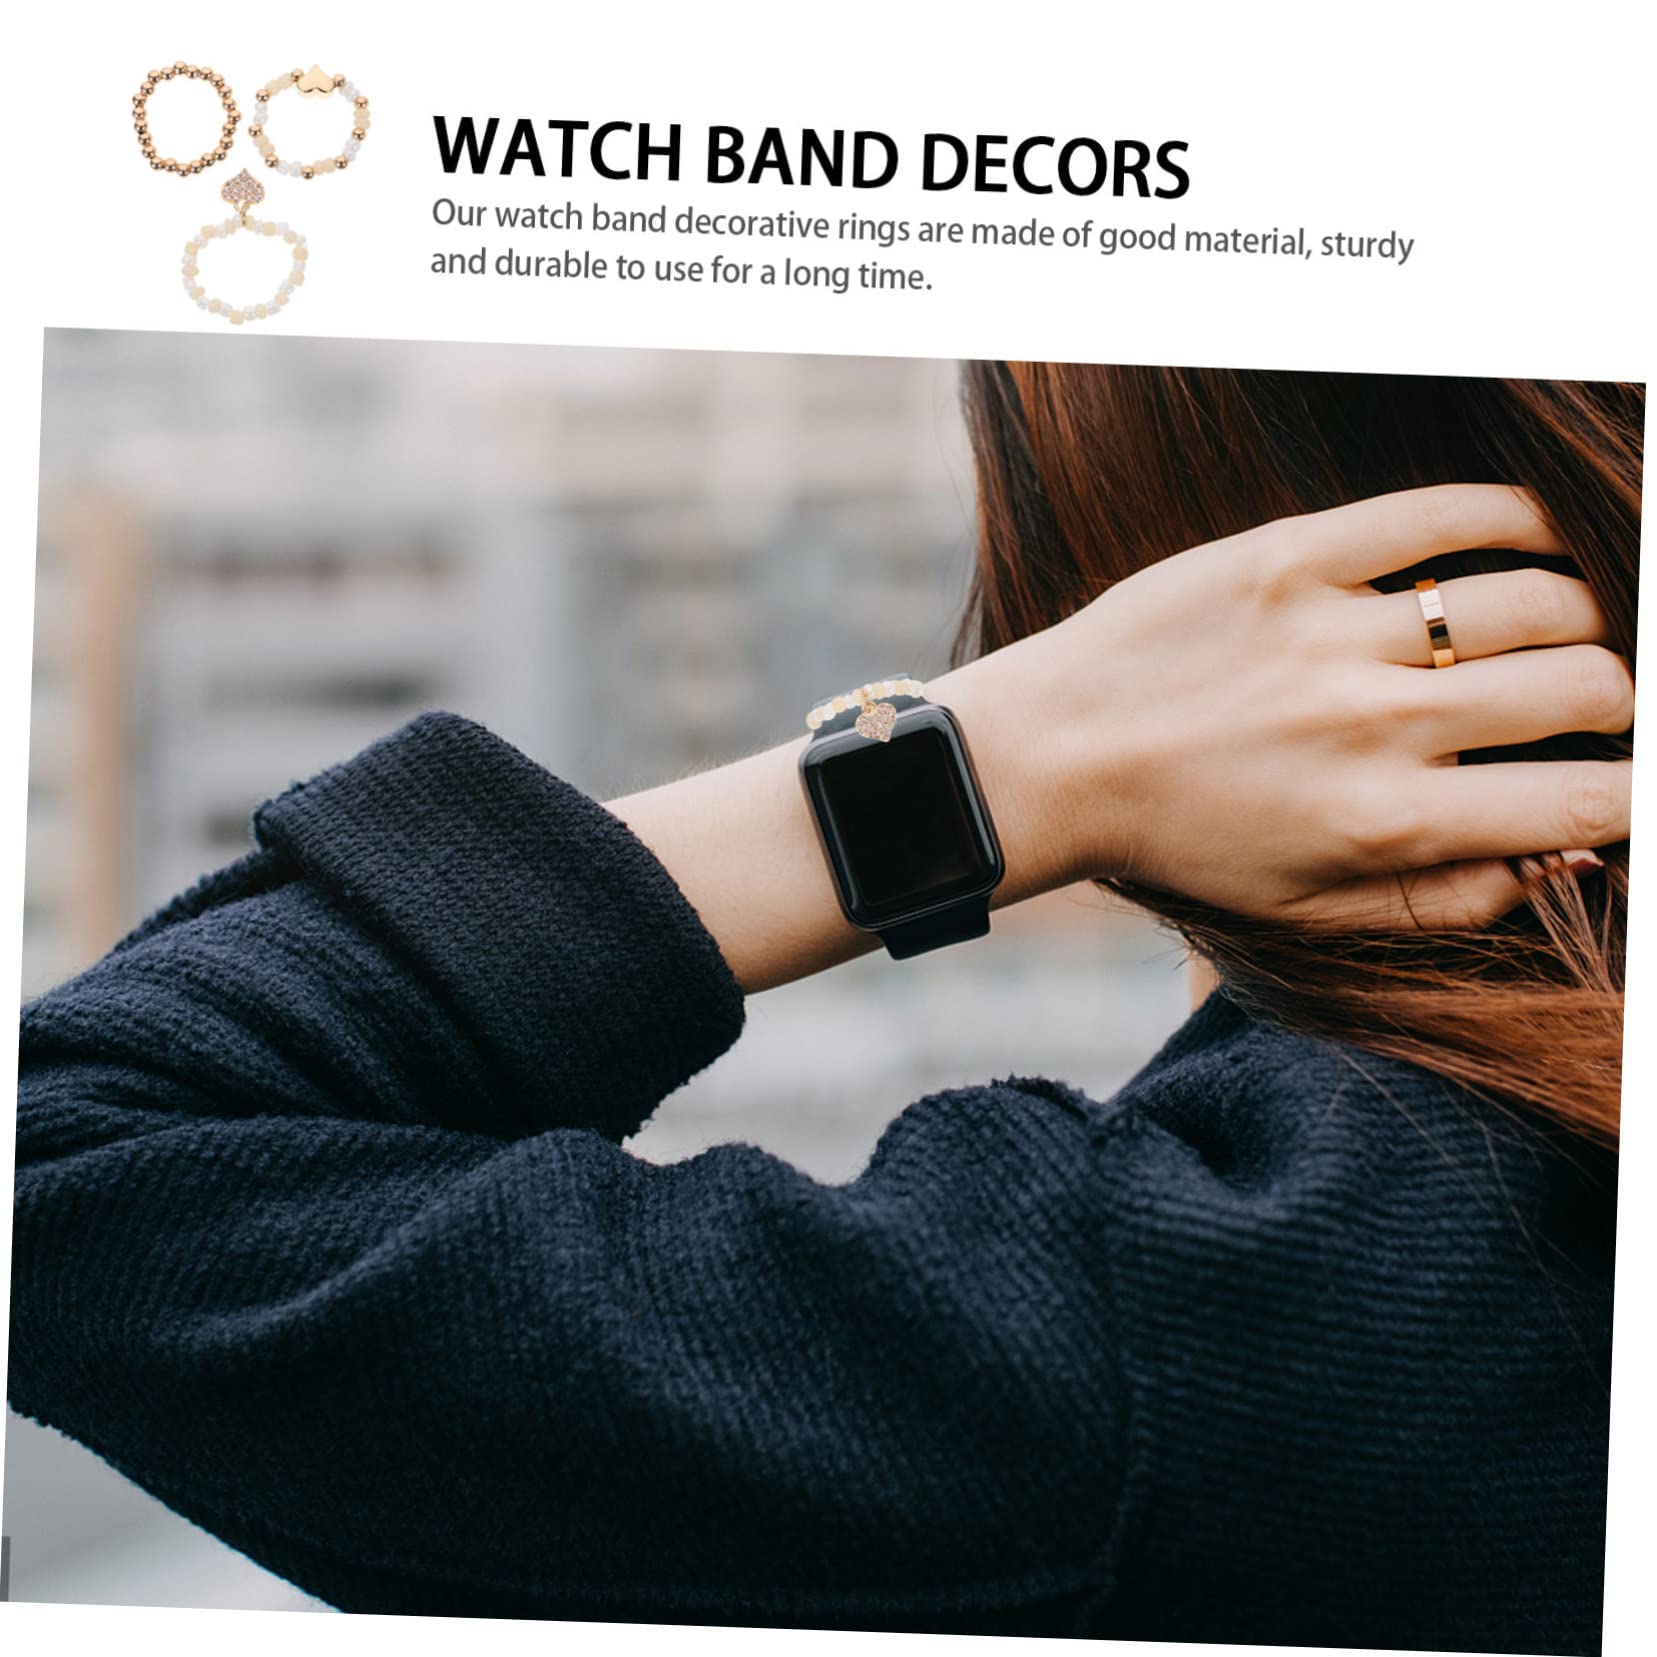 WATCH BAND DECORS
Our watch band decorative rings are made of good material, sturdy
and durable to use for a long time.